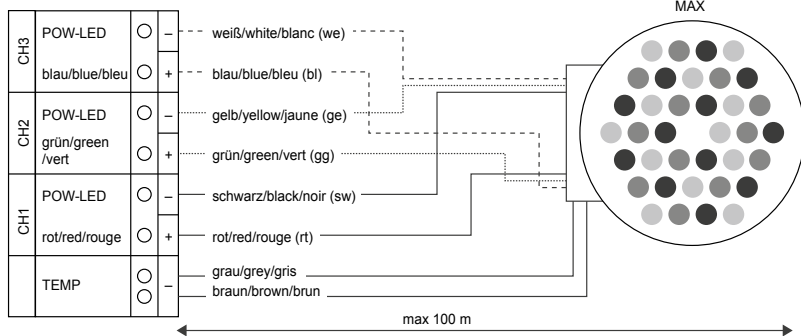 MAX
CH3
POW-LED
–
weiß/white/blanc (we)
blau/blue/bleu
+
blau/blue/bleu (bl)
CH2
POW-LED
–
gelb/yellow/jaune (ge)
grün/green
/vert
+
grün/green/vert (gg)
CH1
POW-LED
–
schwarz/black/noir (sw)
rot/red/rouge
+
rot/red/rouge (rt)
TEMP
–
grau/grey/gris
braun/brown/brun
max 100 m